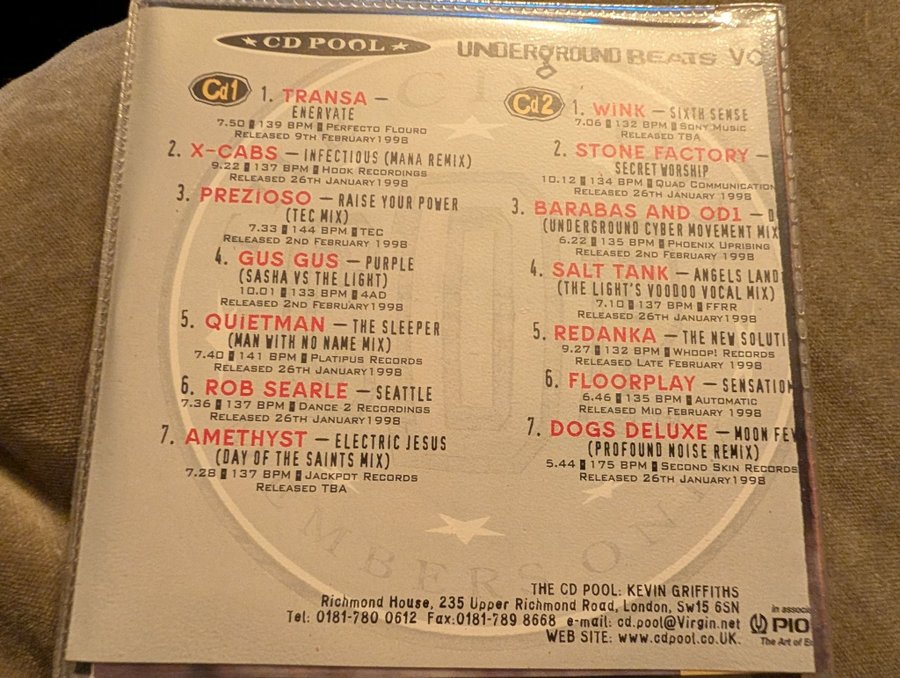 ★ CD POOL ★
UNDERGROUND BEATS
Cd1
1. TRANSA –
ENERVATE
7.50 ▮ 139 BPM ▮ Perfecto Flouro
Released 9th February 1998
2. X-CABS – INFECTIOUS (MANA REMIX)
9.22 ▮ 137 BPM ▮ Hook Recordings
Released 26th January 1998
3. PREZIOSO – RAISE YOUR POWER
(TEC MIX)
7.33 ▮ 144 BPM ▮ TEC
Released 2nd February 1998
4. GUS GUS – PURPLE
(SASHA VS THE LIGHT)
10.01 ▮ 133 BPM ▮ 4AD
Released 2nd February 1998
5. QUIETMAN – THE SLEEPER
(MAN WITH NO NAME MIX)
7.40 ▮ 141 BPM ▮ Platipus Records
Released 26th January 1998
6. ROB SEARLE – SEATTLE
7.36 ▮ 137 BPM ▮ Dance 2 Recordings
Released 26th January 1998
7. AMETHYST – ELECTRIC JESUS
(DAY OF THE SAINTS MIX)
7.28 ▮ 137 BPM ▮ Jackpot Records
Released TBA
Cd2
1. WINK – SIXTH SENSE
7.06 ▮ 132 BPM ▮ Sony Music
Released TBA
2. STONE FACTORY –
SECRET WORSHIP
10.12 ▮ 134 BPM ▮ Quad Communication
Released 26th January 1998
3. BARABAS AND OD1 –
(UNDERGROUND CYBER MOVEMENT MIX
6.22 ▮ 135 BPM ▮ Phoenix Uprising
Released 2nd February 1998
4. SALT TANK – ANGELS
(THE LIGHT'S VOODOO VOCAL MIX)
7.10 ▮ 137 BPM ▮ FFRR
Released 26th January 1998
5. REDANKA – THE NEW
9.27 ▮ 132 BPM ▮ Whoop! Records
Released Late February 1998
6. FLOORPLAY – SENSATION
6.46 ▮ 135 BPM ▮ Automatic
Released Mid February 1998
7. DOGS DELUXE – MOON
(PROFOUND NOISE REMIX)
5.44 ▮ 175 BPM ▮ Second Skin Records
Released 26th January 1998
THE CD POOL: KEVIN GRIFFITHS
Richmond House, 235 Upper Richmond Road, London, Sw15 6SN
Tel: 0181-780 0612 Fax:0181-789 8668 e-mail: cd.pool@Virgin.net
WEB SITE: www.cdpool.co.UK.
in
The Art of